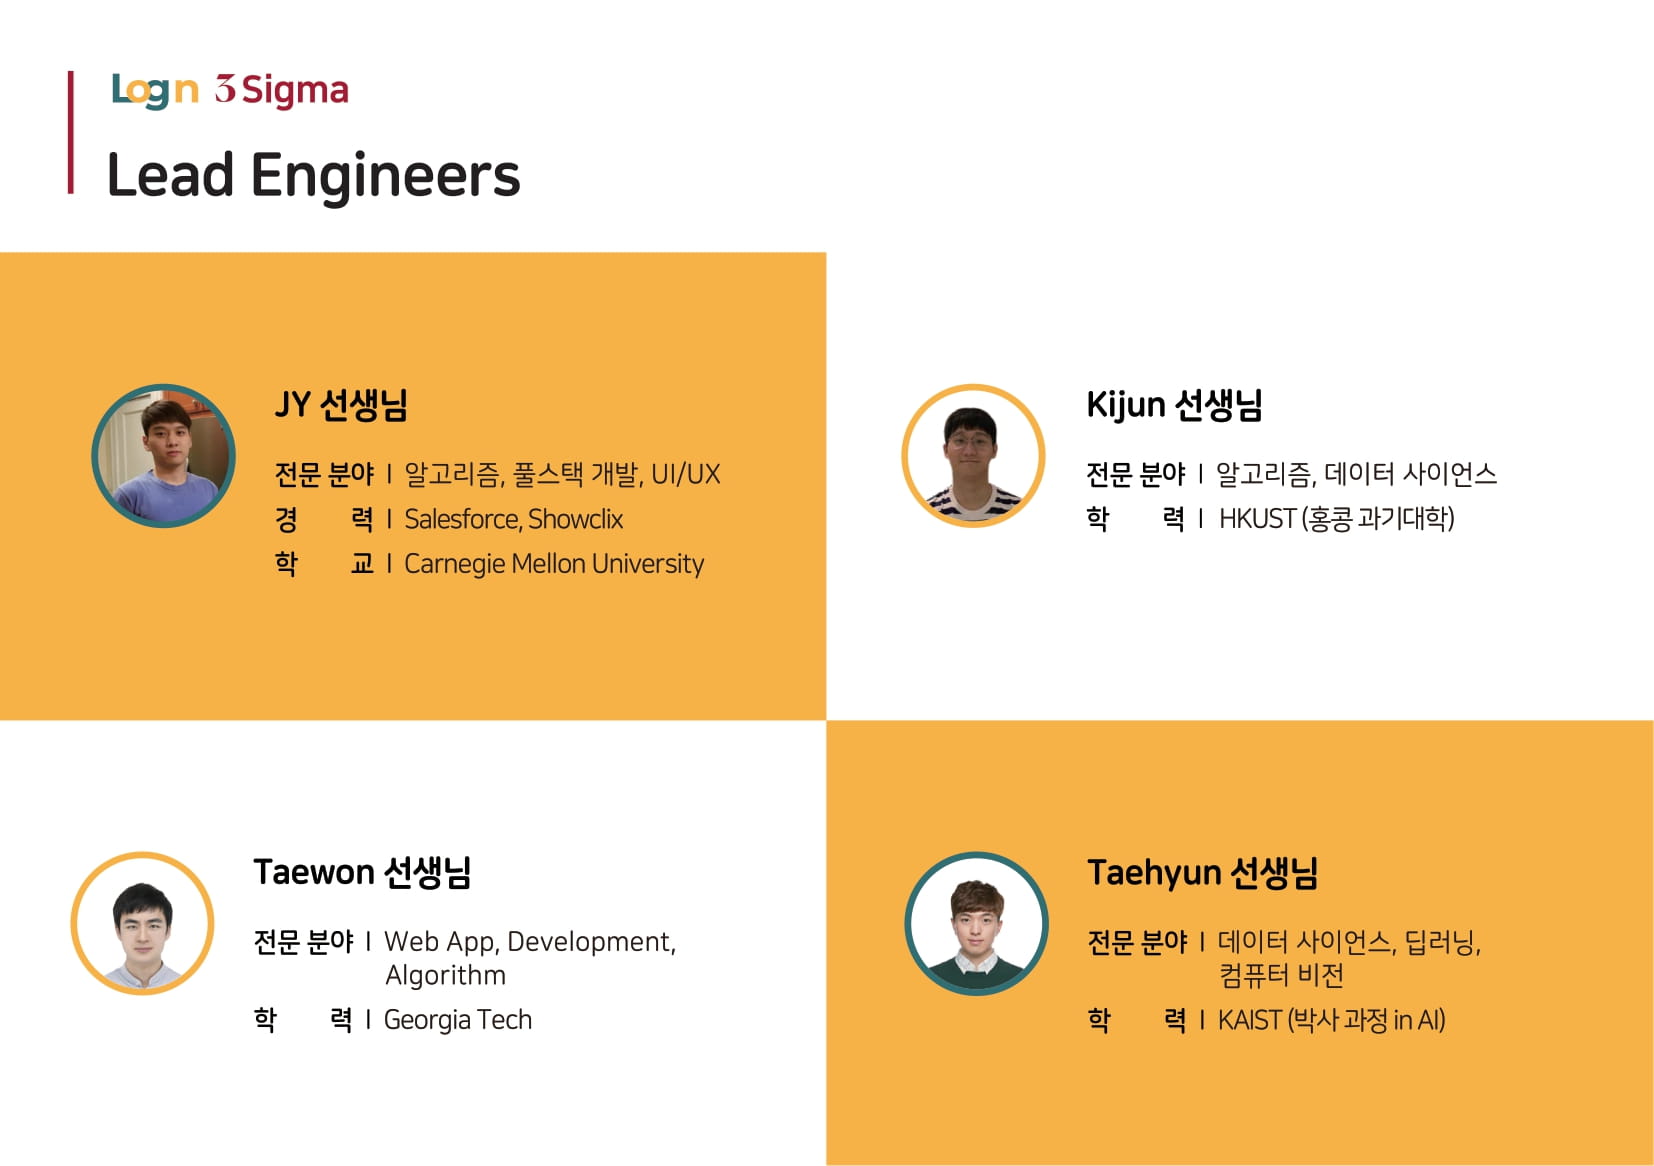 Logn 3 Sigma
Lead Engineers
JY 선생님
전문 분야 | 알고리즘, 풀스택 개발, UI/UX
경 력 | Salesforce, Showclix
학 교 | Carnegie Mellon University
Kijun 선생님
전문 분야 | 알고리즘, 데이터 사이언스
학 력 | HKUST (홍콩 과기대학)
Taewon 선생님
전문 분야 | Web App, Development,
Algorithm
학 력 | Georgia Tech
Taehyun 선생님
전문 분야 | 데이터 사이언스, 딥러닝,
컴퓨터 비전
학 력 | KAIST (박사 과정 in AI)